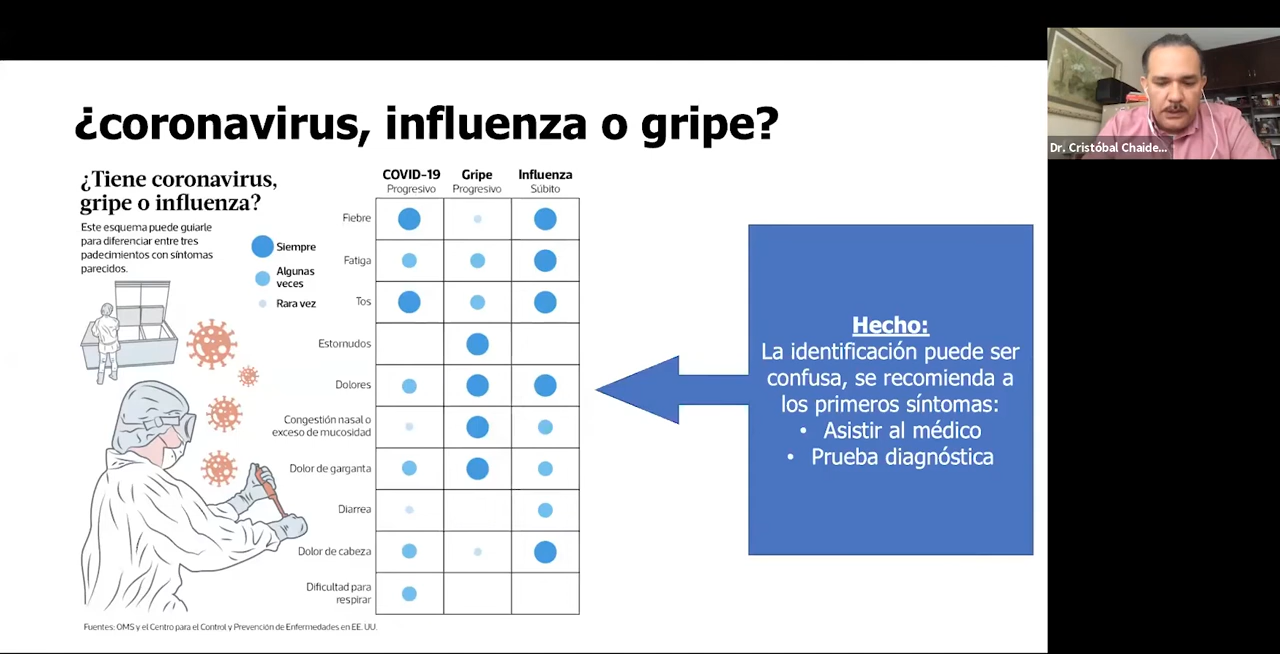 ¿coronavirus, influenza o gripe?
¿Tiene coronavirus,
gripe o influenza?
Este esquema puede guiarle
para diferenciar entre tres
padecimientos con síntomas
parecidos.
Siempre
Algunas
veces
Rara vez
COVID-19 Gripe Influenza
Progresivo Progresivo Súbito
Fiebre
Fatiga
Tos
Estornudos
Dolores
Congestión nasal o
exceso de mucosidad
Dolor de garganta
Diarrea
Dolor de cabeza
Dificultad para
respirar
Fuentes: OMS y el Centro para el Control y Prevención de Enfermedades en EE. UU.
Hecho:
La identificación puede ser
confusa, se recomienda a
los primeros síntomas:
• Asistir al médico
• Prueba diagnóstica
Dr. Cristóbal Chaide...